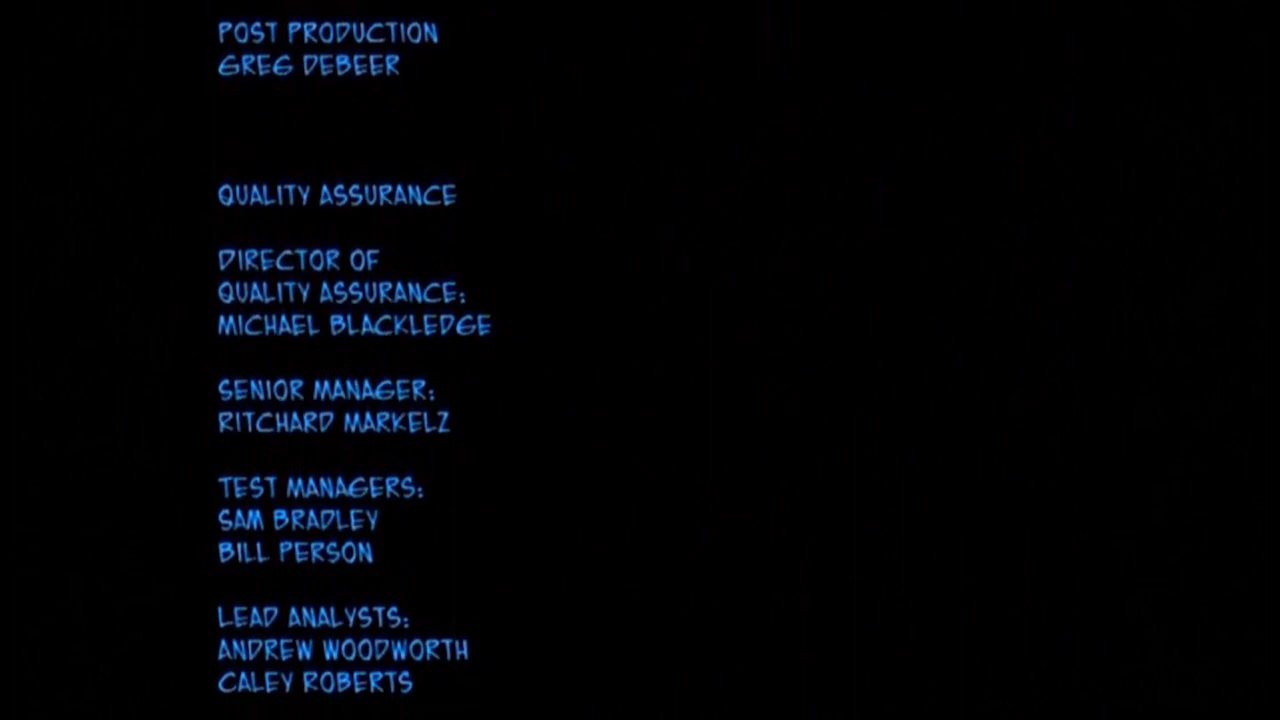 POST PRODUCTION
GREG DEBEER
QUALITY ASSURANCE
DIRECTOR OF
QUALITY ASSURANCE:
MICHAEL BLACKLEDGE
SENIOR MANAGER:
RITCHARD MARKELZ
TEST MANAGERS:
SAM BRADLEY
BILL PERSON
LEAD ANALYSTS:
ANDREW WOODWORTH
CALEY ROBERTS